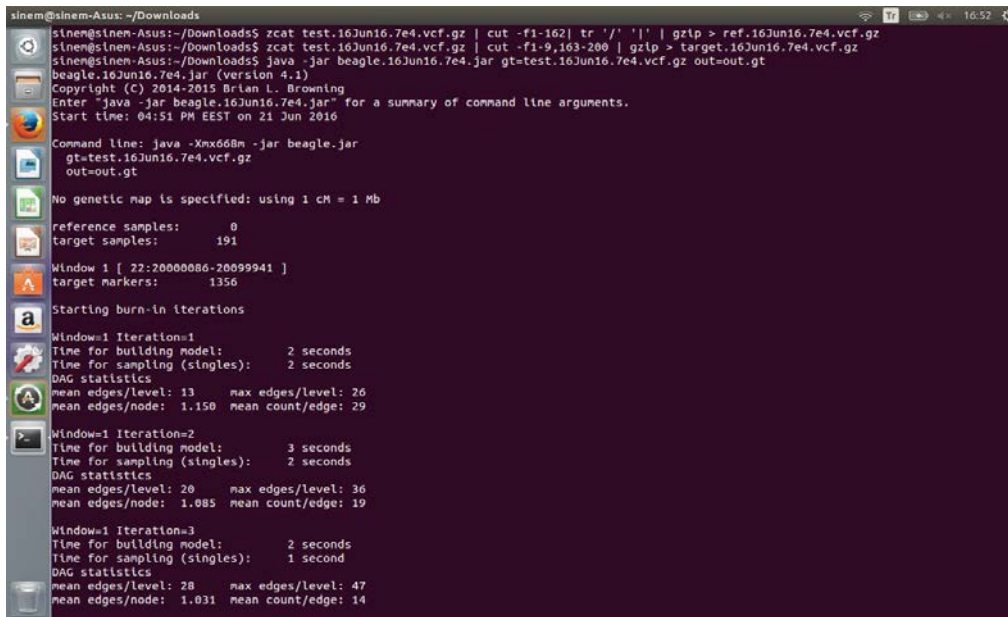 sinem@sinem-Asus: ~/Downloads
Tr
16:52
sinem@sinem-Asus:~/Downloads$ zcat test.16Jun16.7e4.vcf.gz | cut -f1-162| tr '/' '|' | gzip > ref.16Jun16.7e4.vcf.gz
sinem@sinem-Asus:~/Downloads$ zcat test.16Jun16.7e4.vcf.gz | cut -f1-9,163-200 | gzip > target.16Jun16.7e4.vcf.gz
sinem@sinem-Asus:~/Downloads$ java -jar beagle.16Jun16.7e4.jar gt=test.16Jun16.7e4.vcf.gz out=out.gt
beagle.16Jun16.7e4.jar (version 4.1)
Copyright (C) 2014-2015 Brian L. Browning
Enter "java -jar beagle.16Jun16.7e4.jar" for a summary of command line arguments.
Start time: 04:51 PM EEST on 21 Jun 2016
Command line: java -Xmx668m -jar beagle.jar
gt=test.16Jun16.7e4.vcf.gz
out=out.gt
No genetic map is specified: using 1 cM = 1 Mb
reference samples: 0
target samples: 191
Window 1 [ 22:20000086-20099941 ]
target markers: 1356
Starting burn-in iterations
Window=1 Iteration=1
Time for building model: 2 seconds
Time for sampling (singles): 2 seconds
DAG statistics
mean edges/level: 13 max edges/level: 26
mean edges/node: 1.150 mean count/edge: 29
Window=1 Iteration=2
Time for building model: 3 seconds
Time for sampling (singles): 2 seconds
DAG statistics
mean edges/level: 20 max edges/level: 36
mean edges/node: 1.085 mean count/edge: 19
Window=1 Iteration=3
Time for building model: 2 seconds
Time for sampling (singles): 1 second
DAG statistics
mean edges/level: 28 max edges/level: 47
mean edges/node: 1.031 mean count/edge: 14